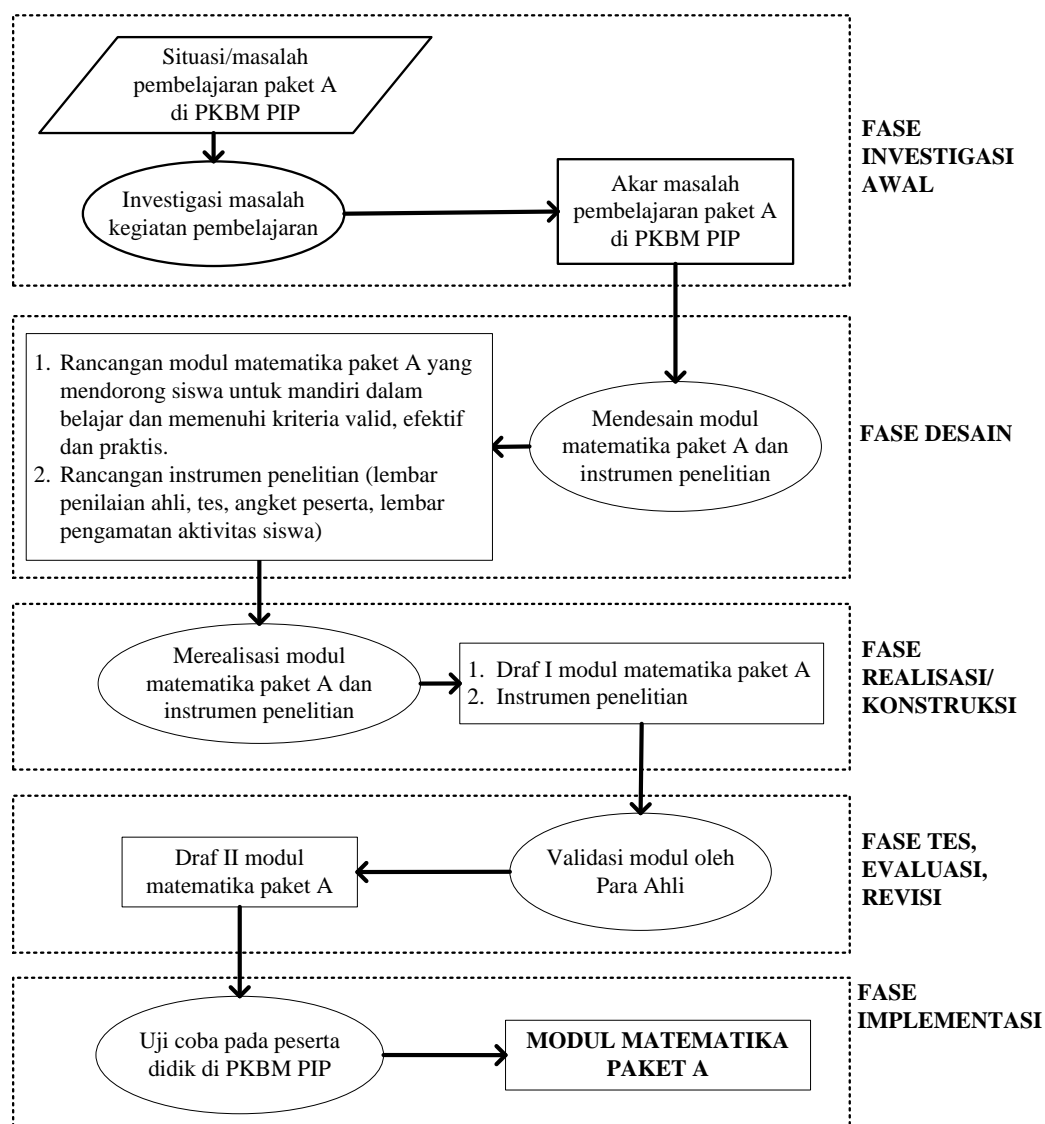 Situasi/masalah
pembelajaran paket A
di PKBM PIP
Investigasi masalah
kegiatan pembelajaran
Akar masalah
pembelajaran paket A
di PKBM PIP
FASE
INVESTIGASI
AWAL
1. Rancangan modul matematika paket A yang
mendorong siswa untuk mandiri dalam
belajar dan memenuhi kriteria valid, efektif
dan praktis.
2. Rancangan instrumen penelitian (lembar
penilaian ahli, tes, angket peserta, lembar
pengamatan aktivitas siswa)
Mendesain modul
matematika paket A dan
instrumen penelitian
FASE DESAIN
Merealisasi modul
matematika paket A dan
instrumen penelitian
1. Draf I modul matematika paket A
2. Instrumen penelitian
FASE
REALISASI/
KONSTRUKSI
Draf II modul
matematika paket A
Validasi modul oleh
Para Ahli
FASE TES,
EVALUASI,
REVISI
Uji coba pada peserta
didik di PKBM PIP
MODUL MATEMATIKA
PAKET A
FASE
IMPLEMENTASI